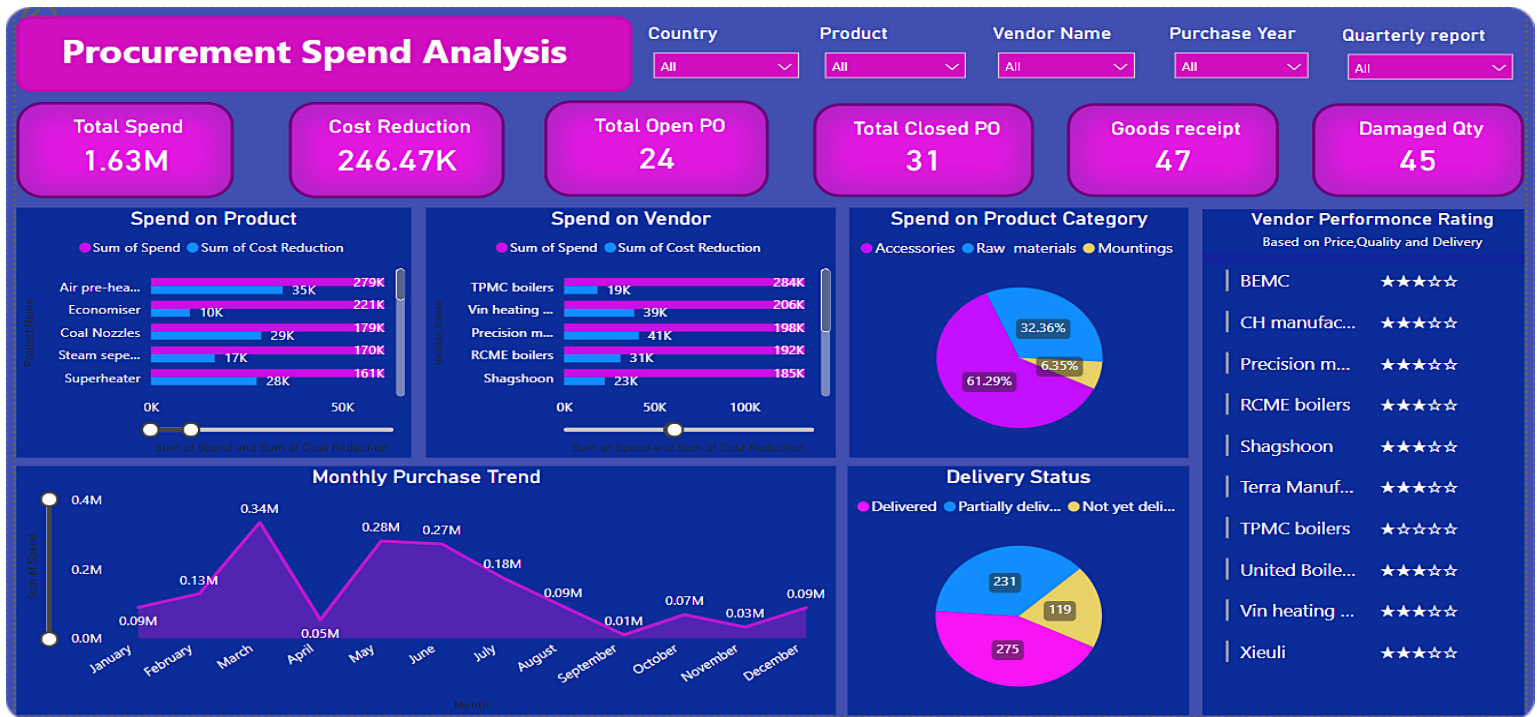 Procurement Spend Analysis
Country
All
Product
All
Vendor Name
All
Purchase Year
All
Quarterly report
All
Total Spend
1.63M
Cost Reduction
246.47K
Total Open PO
24
Total Closed PO
31
Goods receipt
47
Damaged Qty
45
Spend on Product
Sum of Spend Sum of Cost Reduction
Product Name
Air pre-hea... 279K 35K
Economiser 221K 10K
Coal Nozzles 179K 29K
Steam sepe... 170K 17K
Superheater 161K 28K
0K 50K
Sum of Spend and Sum of Cost Reduction
Spend on Vendor
Sum of Spend Sum of Cost Reduction
Vendor Name
TPMC boilers 284K 19K
Vin heating ... 206K 39K
Precision m... 198K 41K
RCME boilers 192K 31K
Shagshoon 185K 23K
0K 50K 100K
Sum of Spend and Sum of Cost Reduction
Spend on Product Category
Accessories Raw materials Mountings
32.36%
6.35%
61.29%
Vendor Performonce Rating
Based on Price,Quality and Delivery
BEMC ★★★☆☆
CH manufac... ★★★☆☆
Precision m... ★★★☆☆
RCME boilers ★★★☆☆
Shagshoon ★★★☆☆
Terra Manuf... ★★★☆☆
TPMC boilers ★☆☆☆☆
United Boile... ★★★☆☆
Vin heating ... ★★★☆☆
Xieuli ★★★☆☆
Monthly Purchase Trend
Sum of Spend
0.4M
0.2M
0.0M
0.09M 0.13M 0.34M 0.05M 0.28M 0.27M 0.18M 0.09M 0.01M 0.07M 0.03M 0.09M
January February March April May June July August September October November December
Month
Delivery Status
Delivered Partially deliv... Not yet deli...
231
119
275